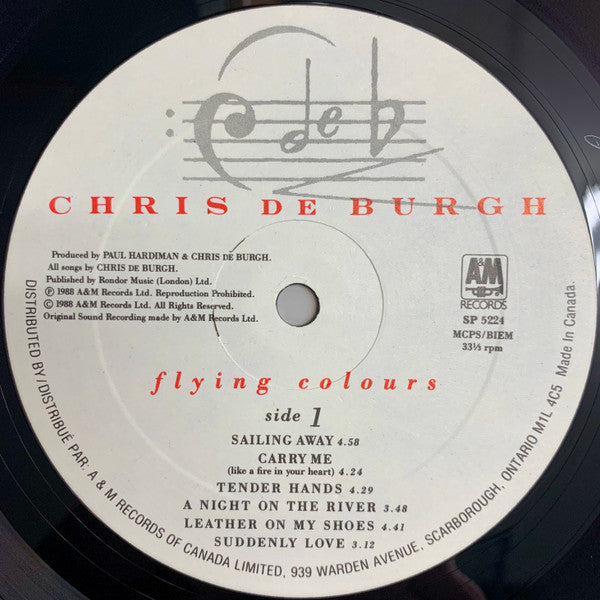 C de b
CHRIS DE BURGH
Produced by PAUL HARDIMAN & CHRIS DE BURGH.
All songs by CHRIS DE BURGH.
Published by Rondor Music (London) Ltd.
Ⓟ 1988 A&M Records Ltd. Reproduction Prohibited.
© 1988 A&M Records Ltd. All Rights Reserved.
Original Sound Recording made by A&M Records Ltd.
A&M
RECORDS
SP 5224
MCPS/BIEM
33⅓ rpm
flying colours
side 1
SAILING AWAY 4.58
CARRY ME
(like a fire in your heart) 4.24
TENDER HANDS 4.29
A NIGHT ON THE RIVER 3.48
LEATHER ON MY SHOES 4.41
SUDDENLY LOVE 3.12
DISTRIBUTED BY/DISTRIBUÉ PAR: A & M RECORDS OF CANADA LIMITED, 939 WARDEN AVENUE, SCARBOROUGH, ONTARIO M1L 4C5 Made In Canada.